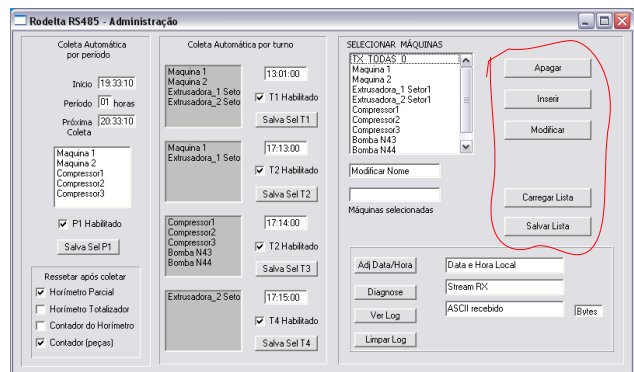 Rodelta RS485 - Administração
Coleta Automática
por período
Inicio 19:33:10
Período 01 horas
Próxima 20:33:10
Coleta
Maquina 1
Maquina 2
Compressor1
Compressor2
Compressor3
P1 Habilitado
Salva Sel P1
Ressetar após coletar
Horímetro Parcial
Horímetro Totalizador
Contador do Horímetro
Contador (peças)
Coleta Automática por turno
Maquina 1
Maquina 2
Extrusadora_1 Seto
Extrusadora_2 Seto
13:01:00
T1 Habilitado
Salva Sel T1
Maquina 1
Extrusadora_1 Seto
17:13:00
T2 Habilitado
Salva Sel T2
Compressor1
Compressor2
Compressor3
Bomba N43
Bomba N44
17:14:00
T2 Habilitado
Salva Sel T3
Extrusadora_2 Seto
17:15:00
T4 Habilitado
Salva Sel T4
SELECIONAR MÁQUINAS
TX_TODAS_0
Maquina 1
Maquina 2
Extrusadora_1 Setor1
Extrusadora_2 Setor1
Compressor1
Compressor2
Compressor3
Bomba N43
Bomba N44
Modificar Nome
Máquinas selecionadas
Apagar
Inserir
Modificar
Carregar Lista
Salvar Lista
Adj Data/Hora
Data e Hora Local
Diagnose
Stream RX
Ver Log
ASCII recebido
Bytes
Limpar Log